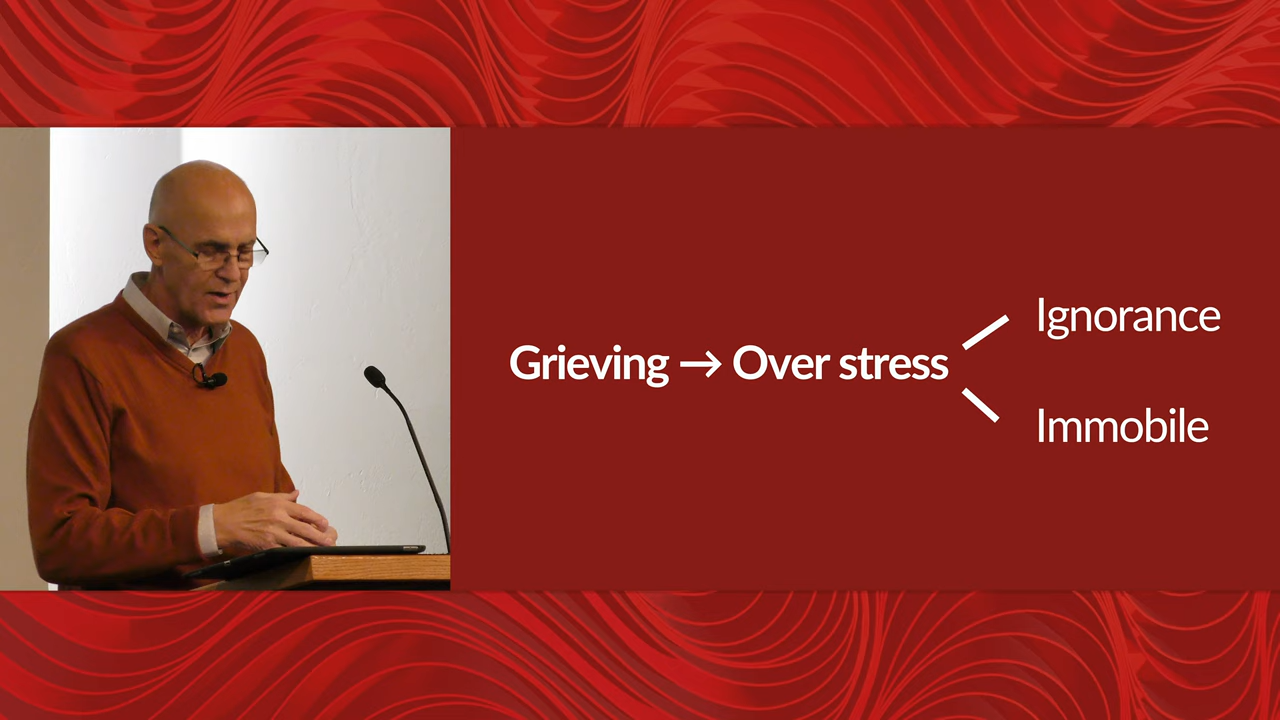 Grieving → Over stress
Ignorance
Immobile